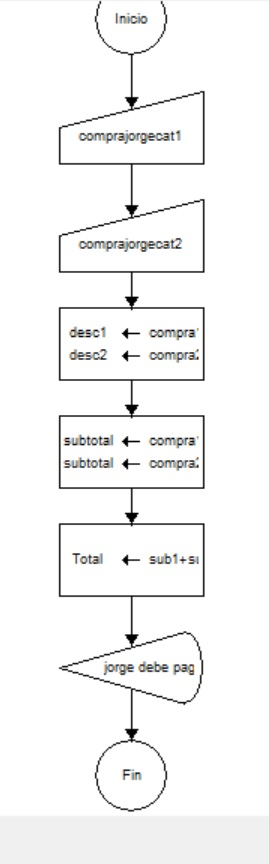 Inicio
comprajorgecat1
comprajorgecat2
desc1 ← compra
desc2 ← compra
subtotal ← compra
subtotal ← compra
Total ← sub1+
jorge debe pag
Fin